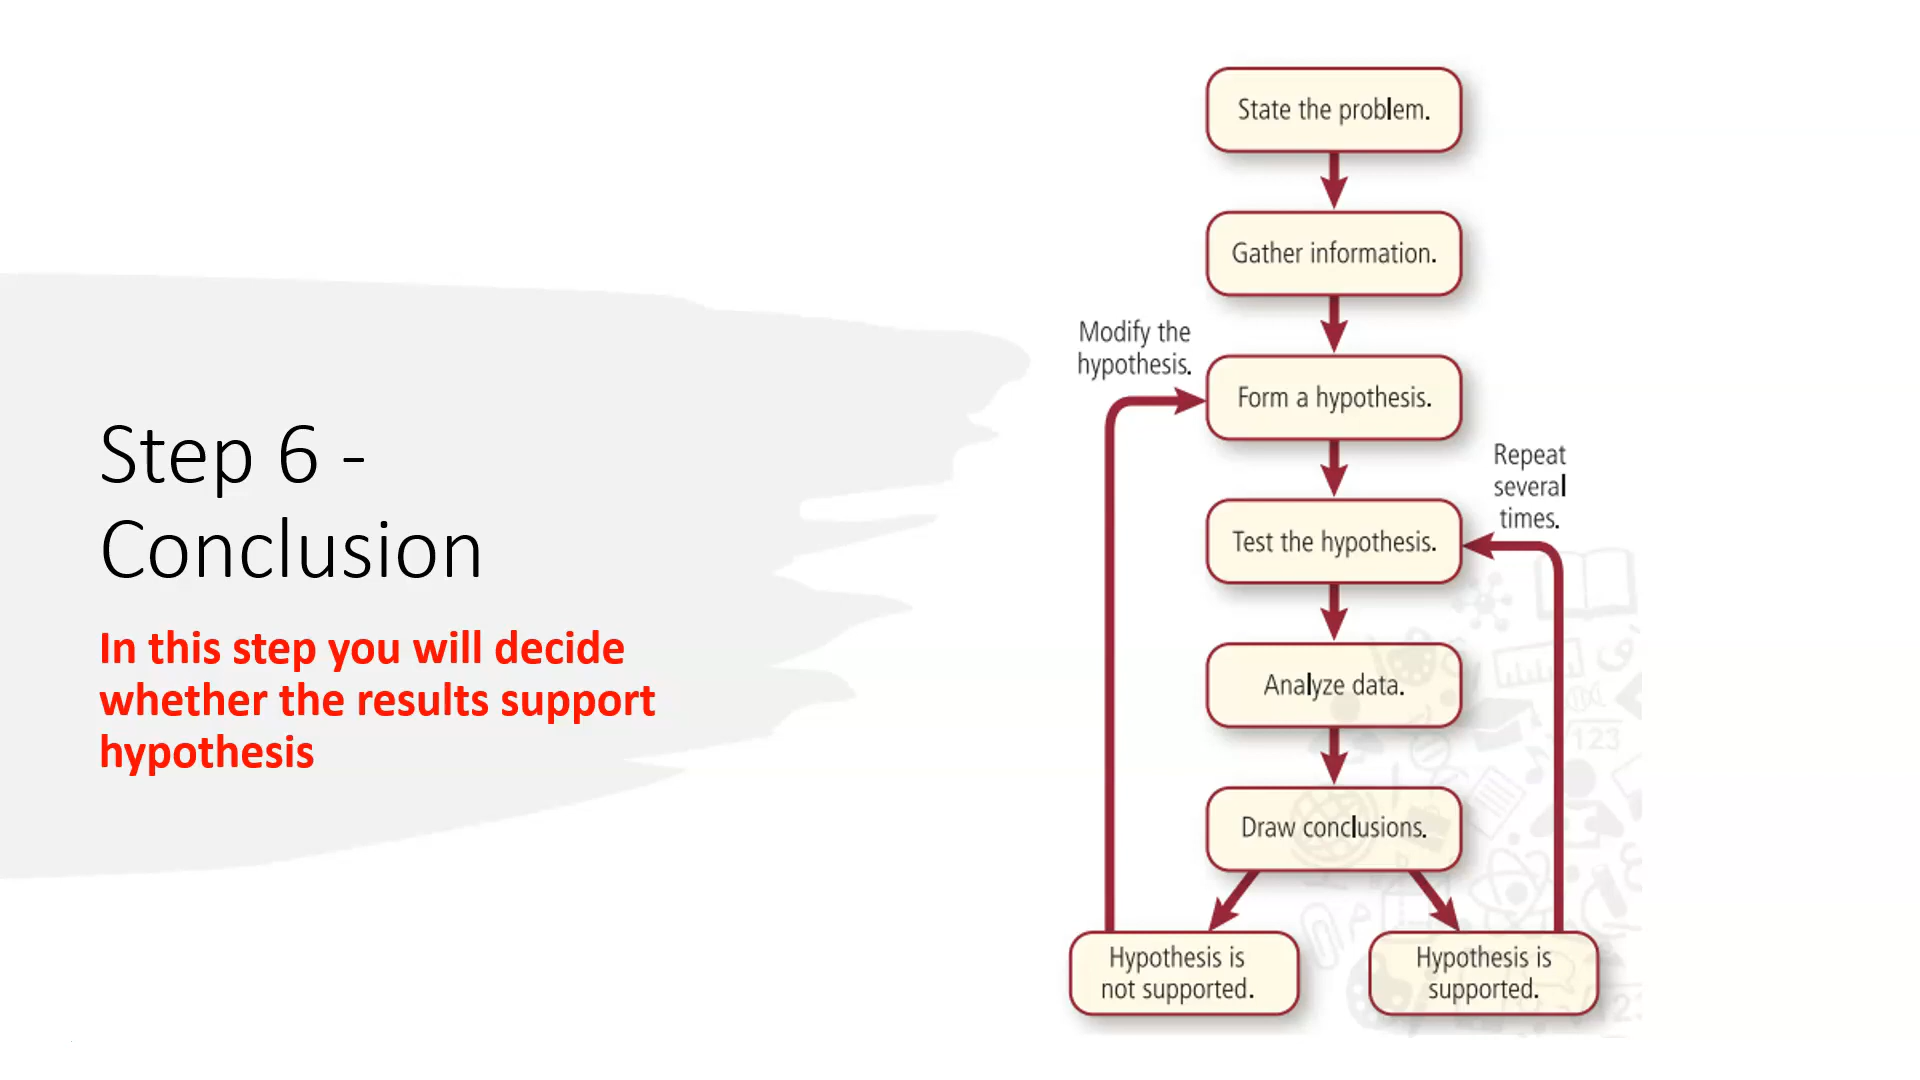 Step 6 -
Conclusion
In this step you will decide
whether the results support
hypothesis
State the problem.
Gather information.
Modify the
hypothesis.
Form a hypothesis.
Repeat
several
times.
Test the hypothesis.
Analyze data.
123
Draw conclusions.
Hypothesis is
not supported.
Hypothesis is
supported.